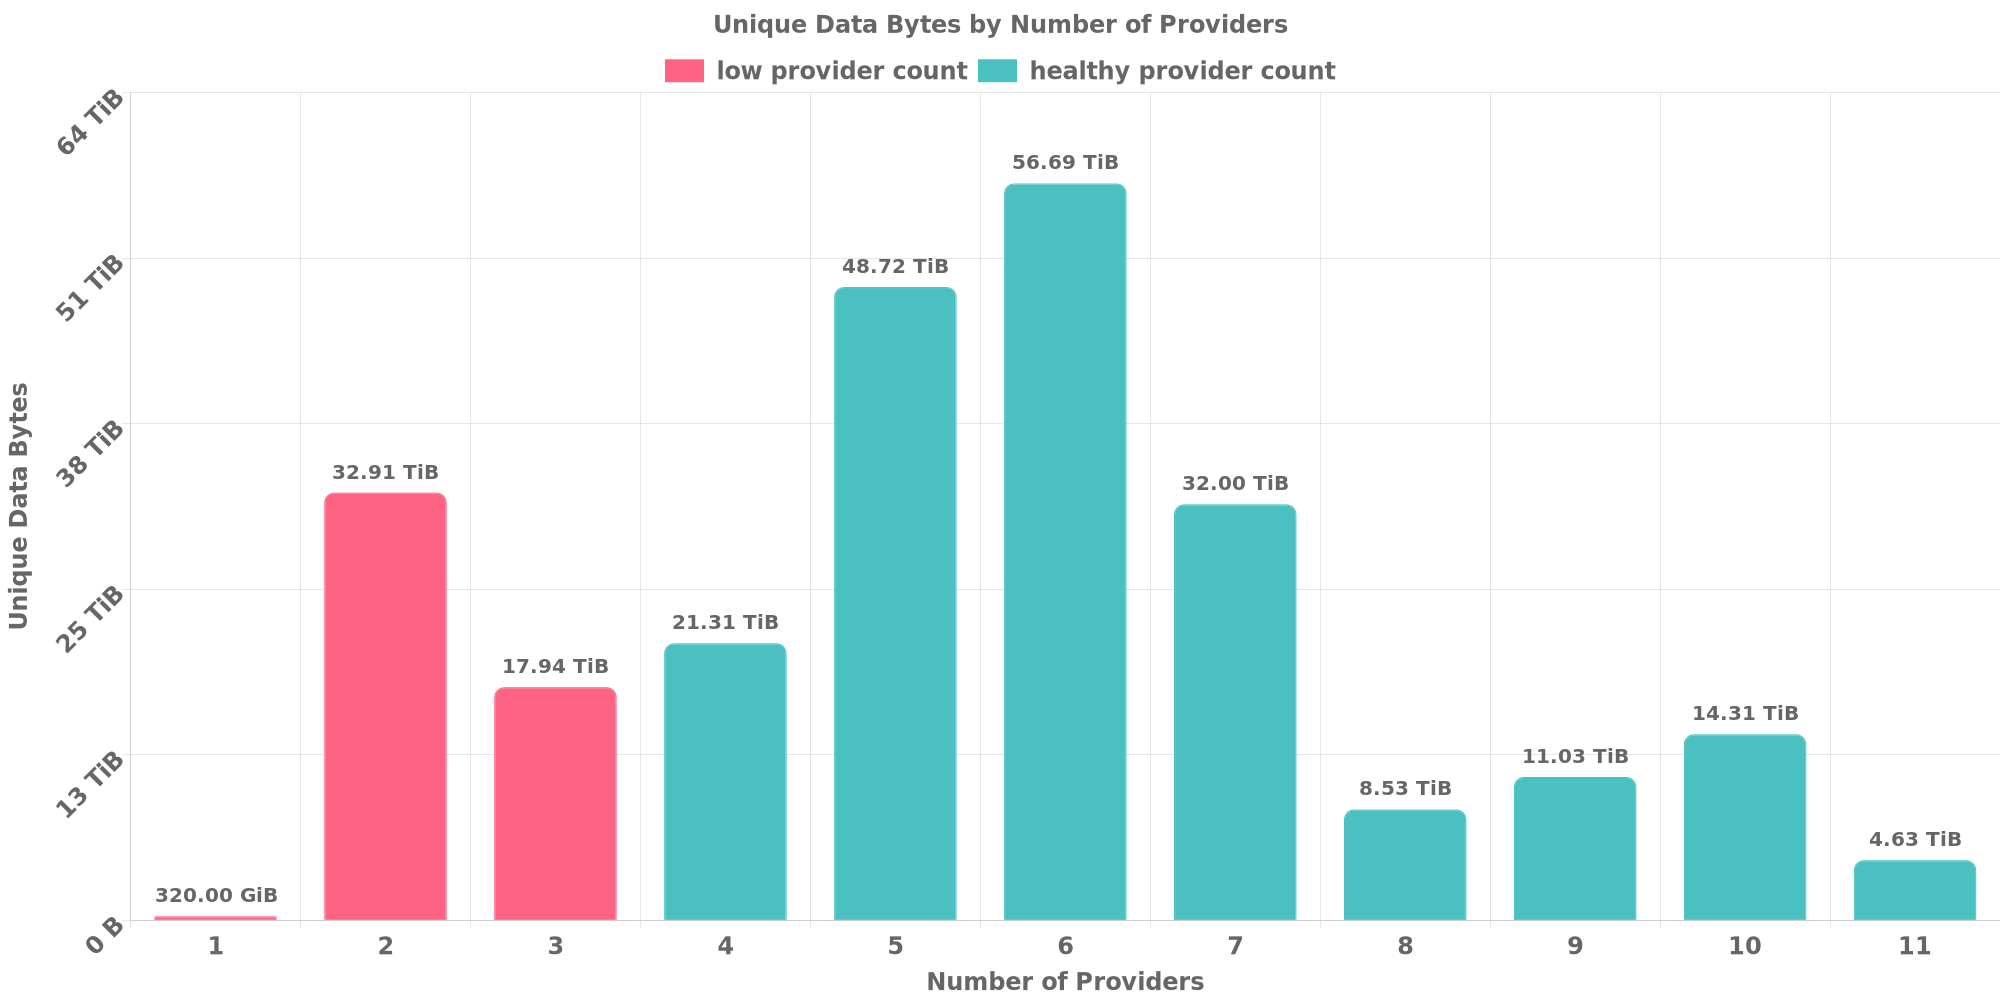 Unique Data Bytes by Number of Providers
low provider count healthy provider count
64 TiB
51 TiB
38 TiB
25 TiB
13 TiB
0 B
Unique Data Bytes
320.00 GiB
32.91 TiB
17.94 TiB
21.31 TiB
48.72 TiB
56.69 TiB
32.00 TiB
8.53 TiB
11.03 TiB
14.31 TiB
4.63 TiB
1 2 3 4 5 6 7 8 9 10 11
Number of Providers